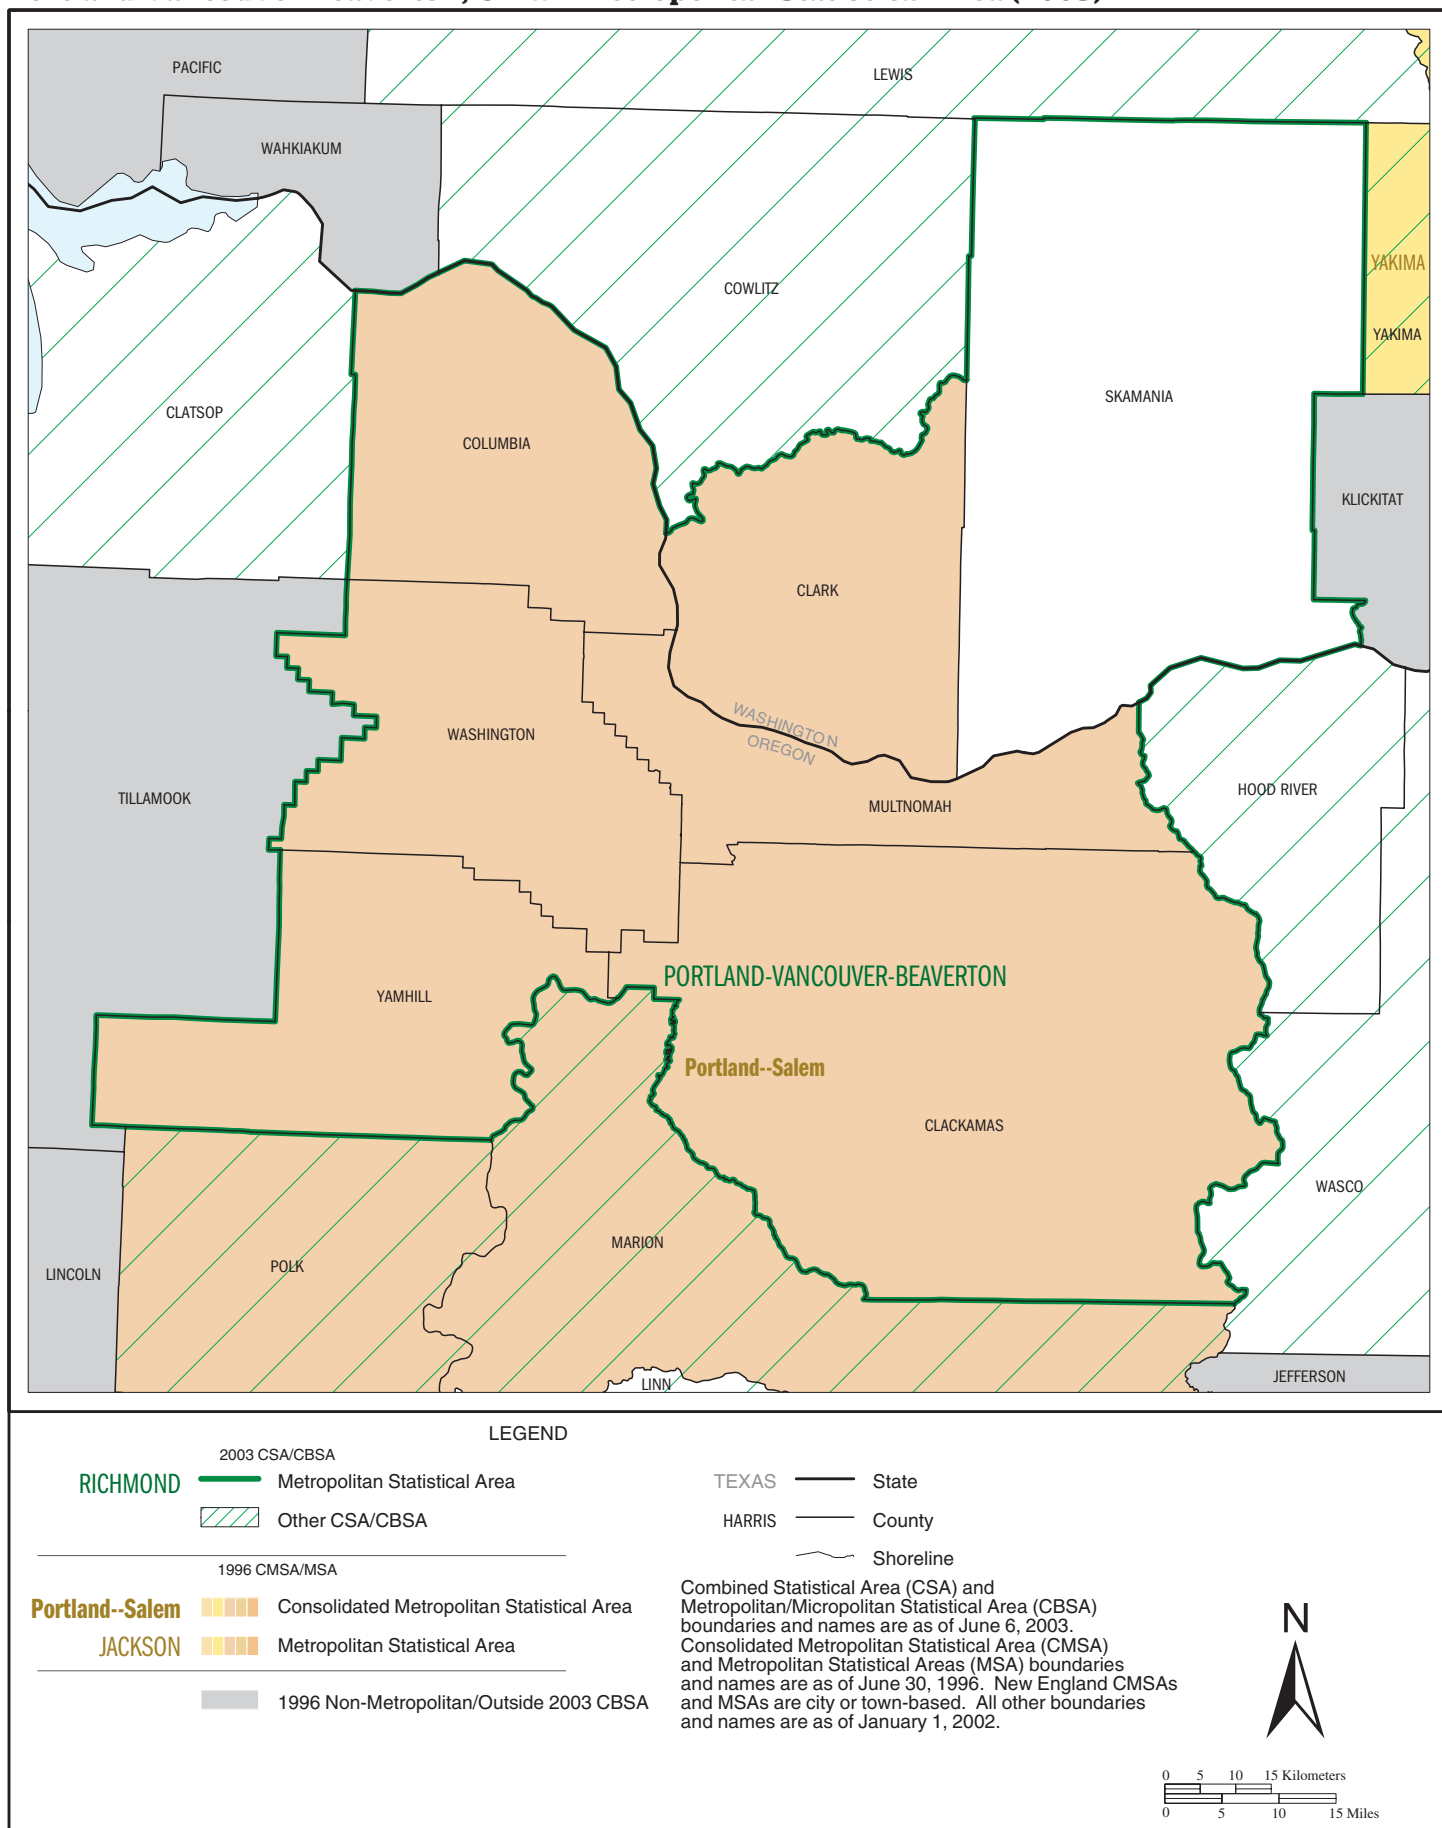 PACIFIC
LEWIS
WAHKIAKUM
YAKIMA
COWLITZ
YAKIMA
SKAMANIA
CLATSOP
COLUMBIA
KLICKITAT
CLARK
WASHINGTON
OREGON
WASHINGTON
TILLAMOOK
HOOD RIVER
MULTNOMAH
PORTLAND-VANCOUVER-BEAVERTON
YAMHILL
Portland--Salem
CLACKAMAS
WASCO
MARION
POLK
LINCOLN
LINN
JEFFERSON
LEGEND
2003 CSA/CBSA
RICHMOND Metropolitan Statistical Area
Other CSA/CBSA
1996 CMSA/MSA
Portland--Salem Consolidated Metropolitan Statistical Area
JACKSON Metropolitan Statistical Area
1996 Non-Metropolitan/Outside 2003 CBSA
TEXAS State
HARRIS County
Shoreline
Combined Statistical Area (CSA) and
Metropolitan/Micropolitan Statistical Area (CBSA)
boundaries and names are as of June 6, 2003.
Consolidated Metropolitan Statistical Area (CMSA)
and Metropolitan Statistical Areas (MSA) boundaries
and names are as of June 30, 1996. New England CMSAs
and MSAs are city or town-based. All other boundaries
and names are as of January 1, 2002.
N
0 5 10 15 Kilometers
0 5 10 15 Miles